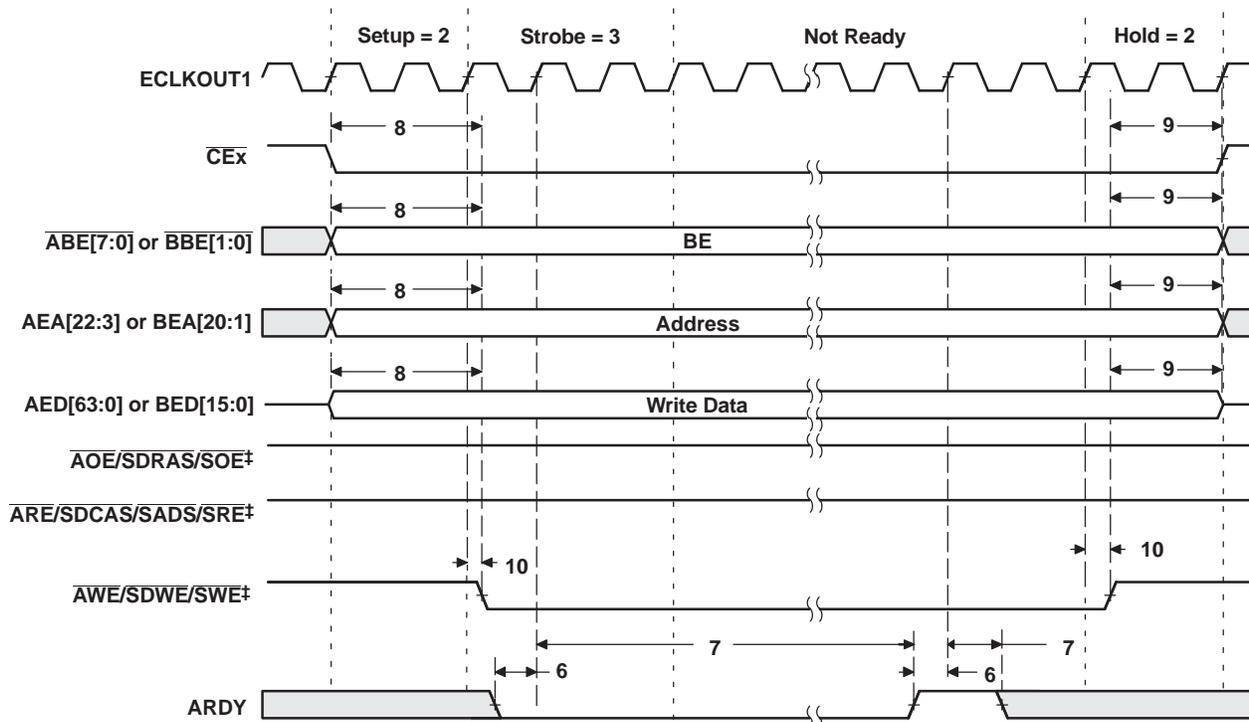 Setup = 2 Strobe = 3 Not Ready Hold = 2
ECLKOUT1
8 9
CEx
8 9
ABE[7:0] or BBE[1:0] BE
8 9
AEA[22:3] or BEA[20:1] Address
8 9
AED[63:0] or BED[15:0] Write Data
AOE/SDRAS/SOE‡
ARE/SDCAS/SADS/SRE‡
10 10
AWE/SDWE/SWE‡
7 7
6 6
ARDY